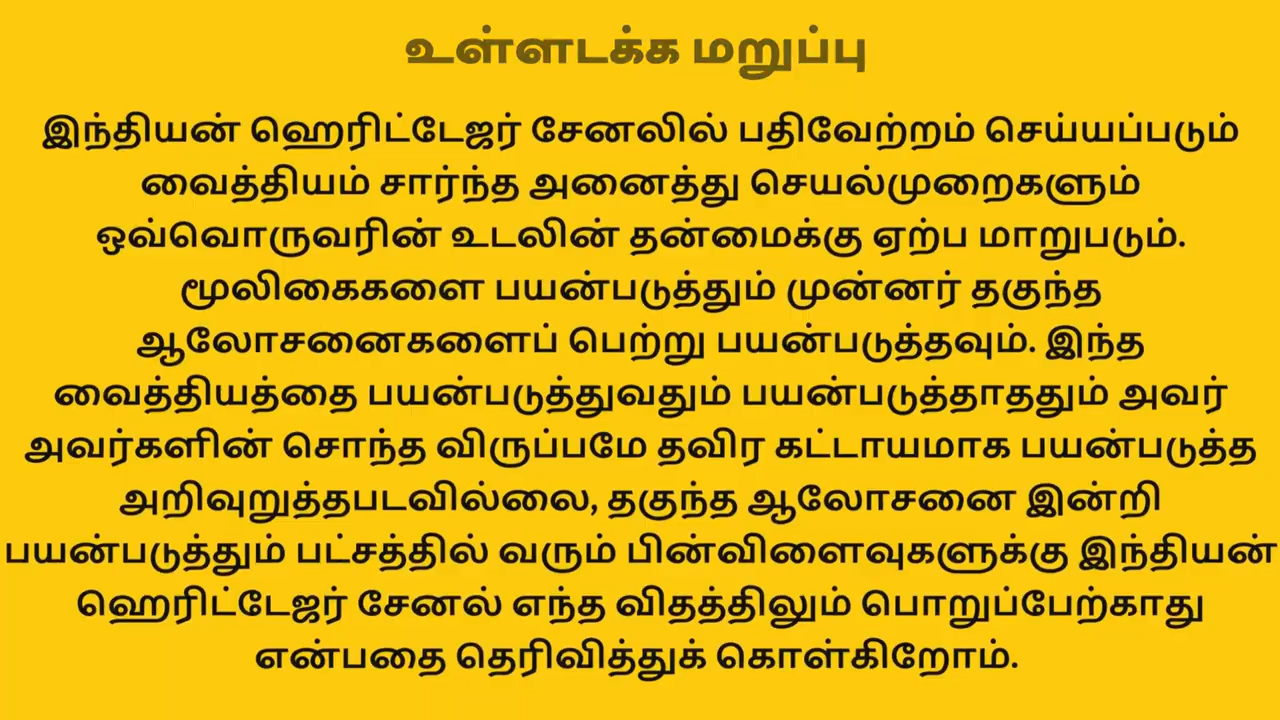 உள்ளடக்க மறுப்பு
இந்தியன் ஹெரிட்டேஜர் சேனலில் பதிவேற்றம் செய்யப்படும்
வைத்தியம் சார்ந்த அனைத்து செயல்முறைகளும்
ஒவ்வொருவரின் உடலின் தன்மைக்கு ஏற்ப மாறுபடும்.
மூலிகைகளை பயன்படுத்தும் முன்னர் தகுந்த
ஆலோசனைகளைப் பெற்று பயன்படுத்தவும். இந்த
வைத்தியத்தை பயன்படுத்துவதும் பயன்படுத்தாததும் அவர்
அவர்களின் சொந்த விருப்பமே தவிர கட்டாயமாக பயன்படுத்த
அறிவுறுத்தபடவில்லை, தகுந்த ஆலோசனை இன்றி
பயன்படுத்தும் பட்சத்தில் வரும் பின்விளைவுகளுக்கு இந்தியன்
ஹெரிட்டேஜர் சேனல் எந்த விதத்திலும் பொறுப்பேற்காது
என்பதை தெரிவித்துக் கொள்கிறோம்.